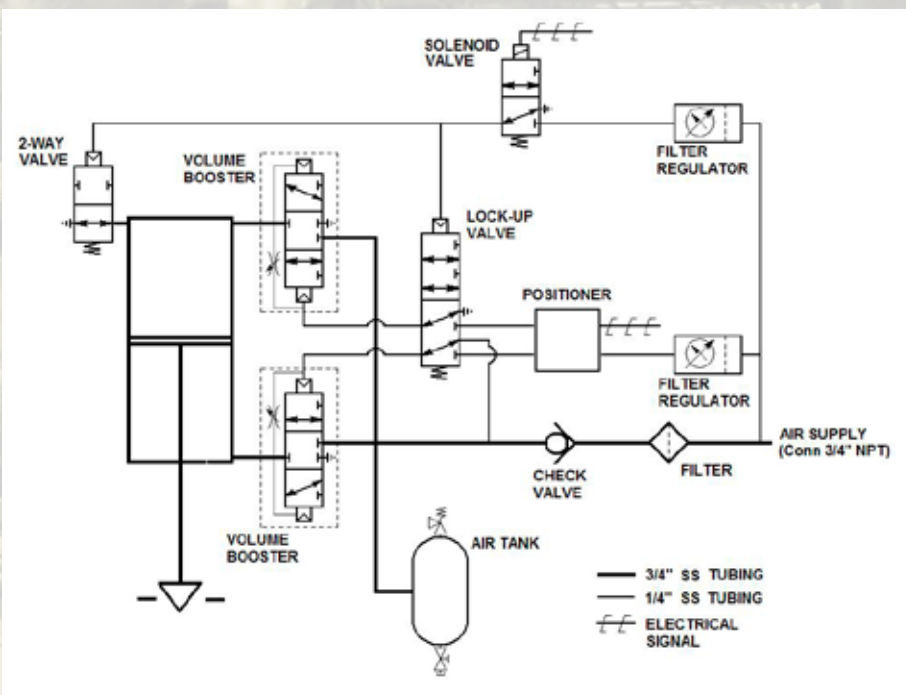 SOLENOID
VALVE
2-WAY
VALVE
VOLUME
BOOSTER
FILTER
REGULATOR
LOCK-UP
VALVE
POSITIONER
FILTER
REGULATOR
AIR SUPPLY
(Conn 3/4" NPT)
CHECK
VALVE
FILTER
VOLUME
BOOSTER
AIR TANK
3/4" SS TUBING
1/4" SS TUBING
ELECTRICAL
SIGNAL